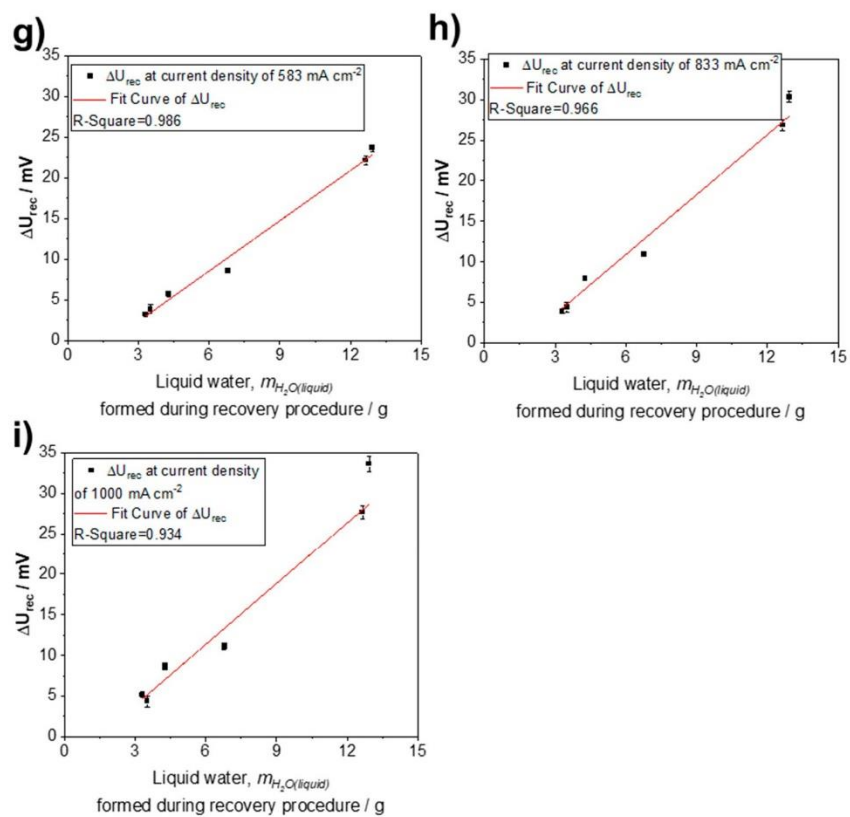 g)
35
30
25
20
15
10
5
0
ΔU_rec / mV
ΔU_rec at current density of 583 mA cm⁻²
Fit Curve of ΔU_rec
R-Square=0.986
0 3 6 9 12 15
Liquid water, m_H₂O(liquid)
formed during recovery procedure / g
h)
35
30
25
20
15
10
5
0
ΔU_rec / mV
ΔU_rec at current density of 833 mA cm⁻²
Fit Curve of ΔU_rec
R-Square=0.966
0 3 6 9 12 15
Liquid water, m_H₂O(liquid)
formed during recovery procedure / g
i)
35
30
25
20
15
10
5
0
ΔU_rec / mV
ΔU_rec at current density
of 1000 mA cm⁻²
Fit Curve of ΔU_rec
R-Square=0.934
0 3 6 9 12 15
Liquid water, m_H₂O(liquid)
formed during recovery procedure / g